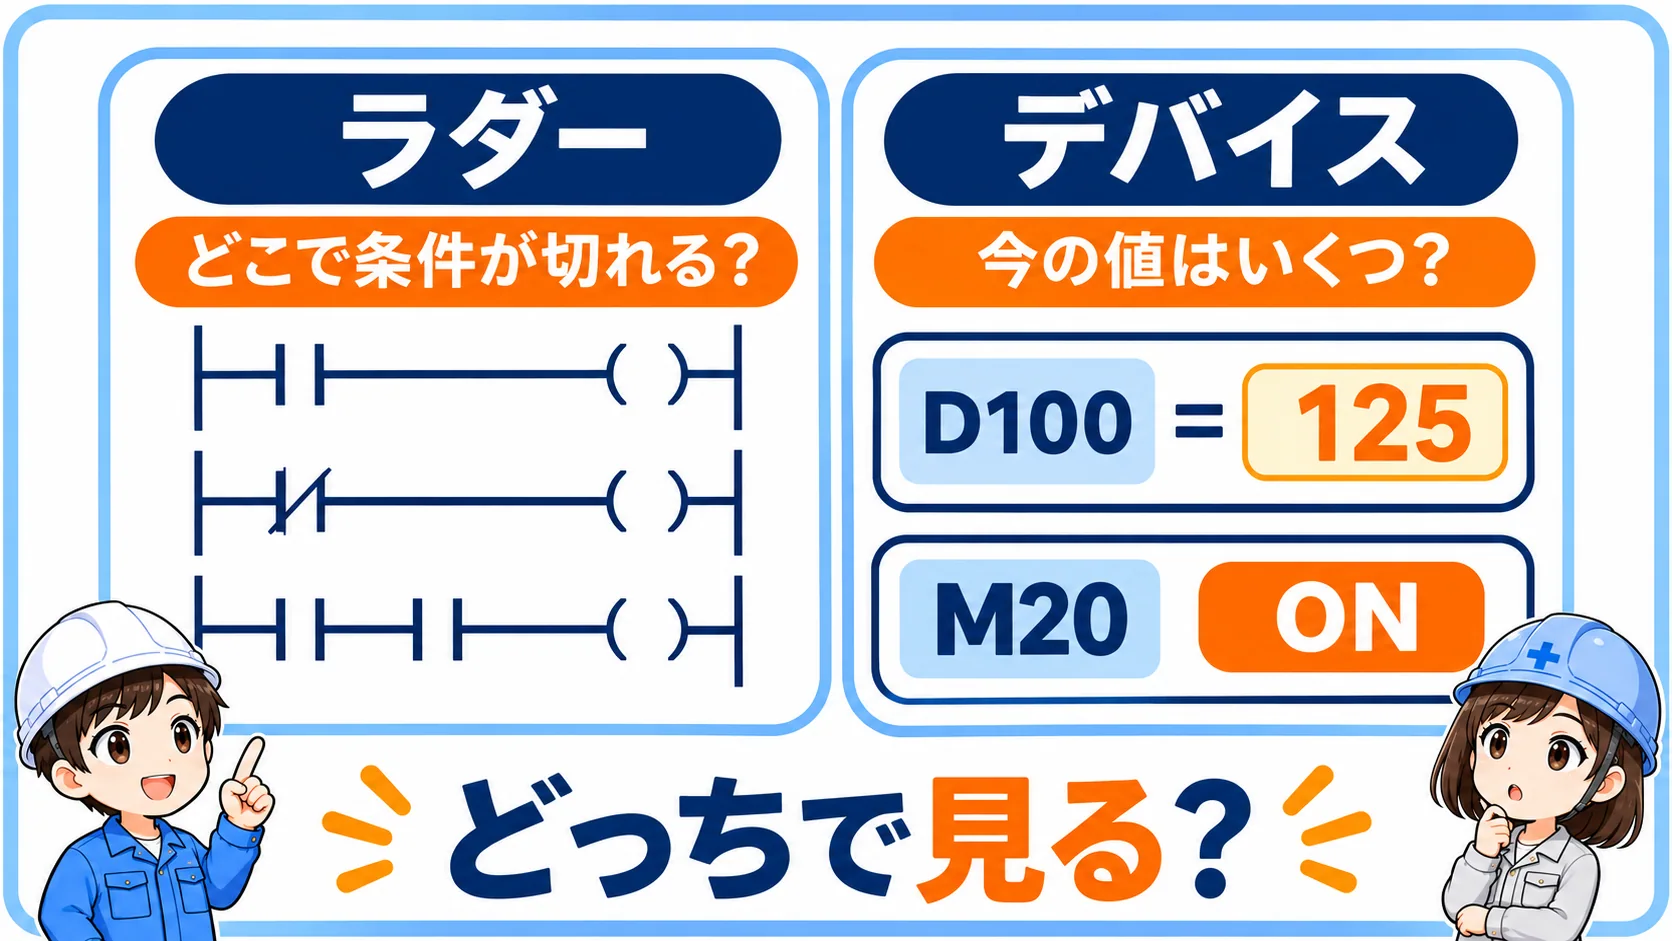 ラダー
どこで条件が切れる？
デバイス
今の値はいくつ？
D100 = 125
M20 ON
どっちで見る？